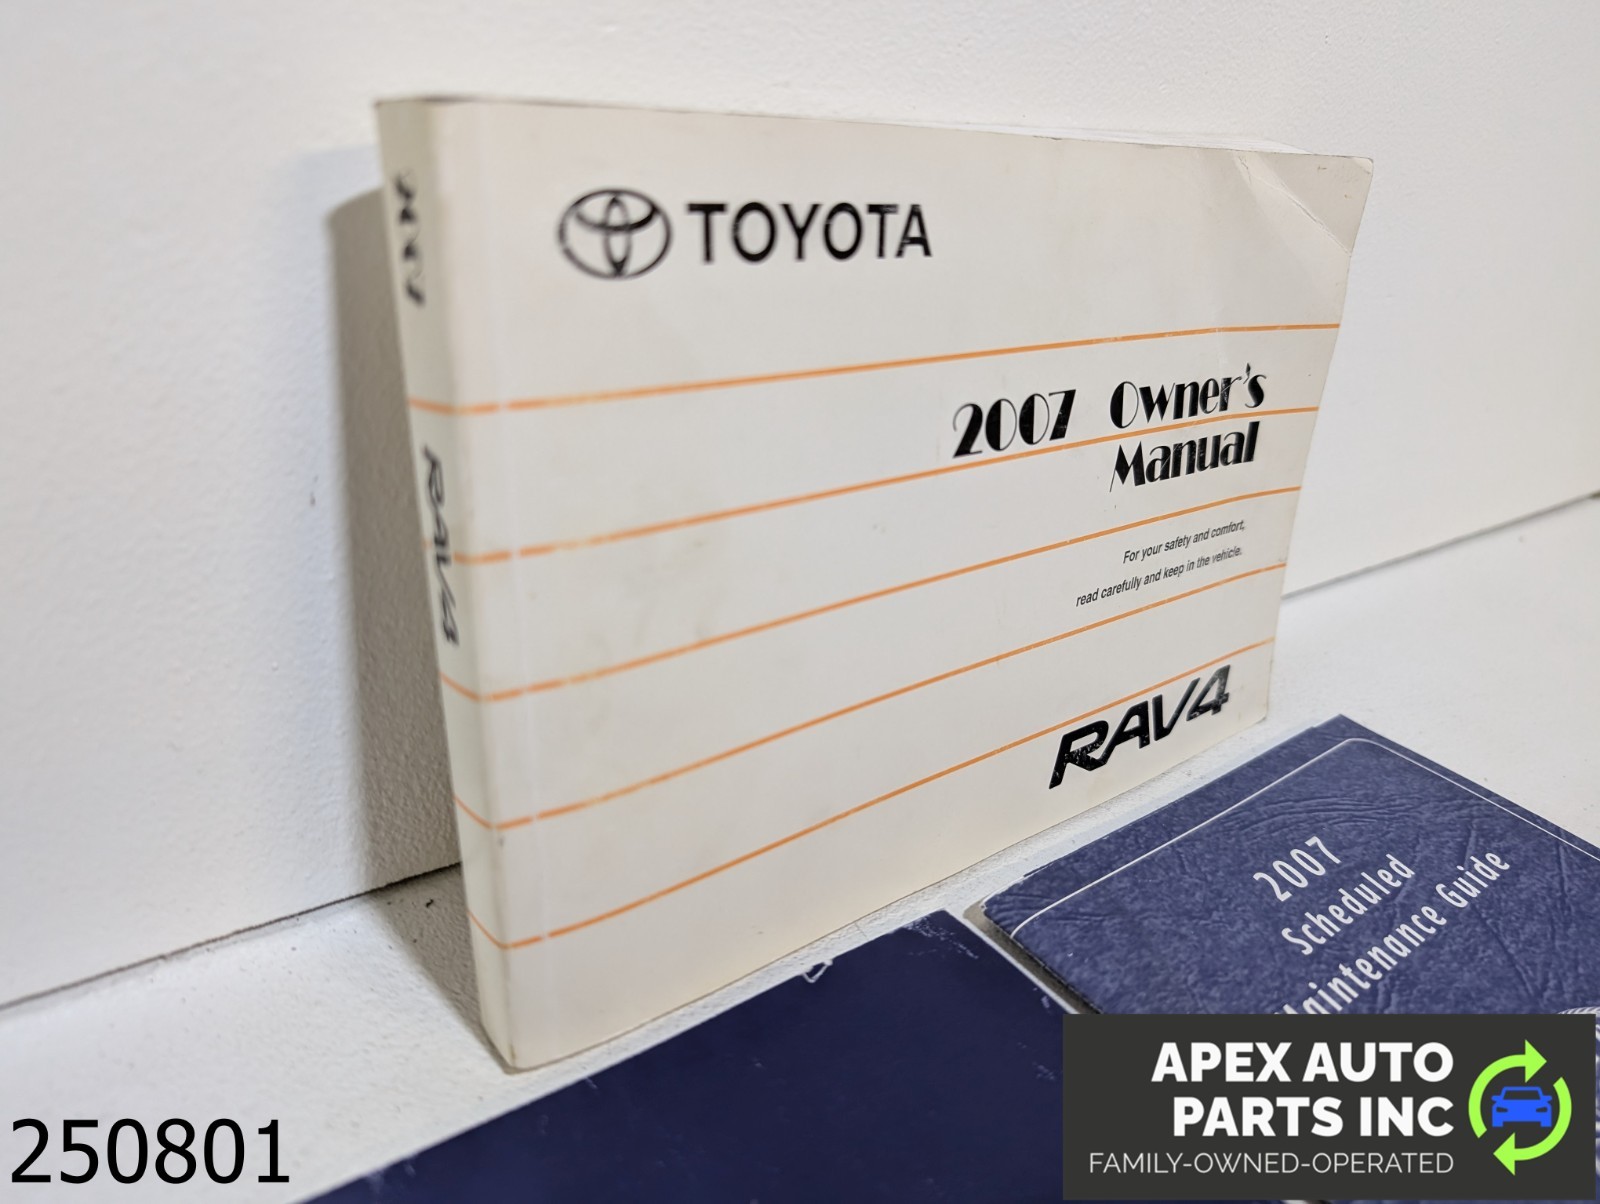 TOYOTA
2007 Owner's
Manual
For your safety and comfort,
read carefully and keep in the vehicle.
RAV4
RAV4
2007
Scheduled
Maintenance Guide
250801
APEX AUTO
PARTS INC
FAMILY-OWNED-OPERATED